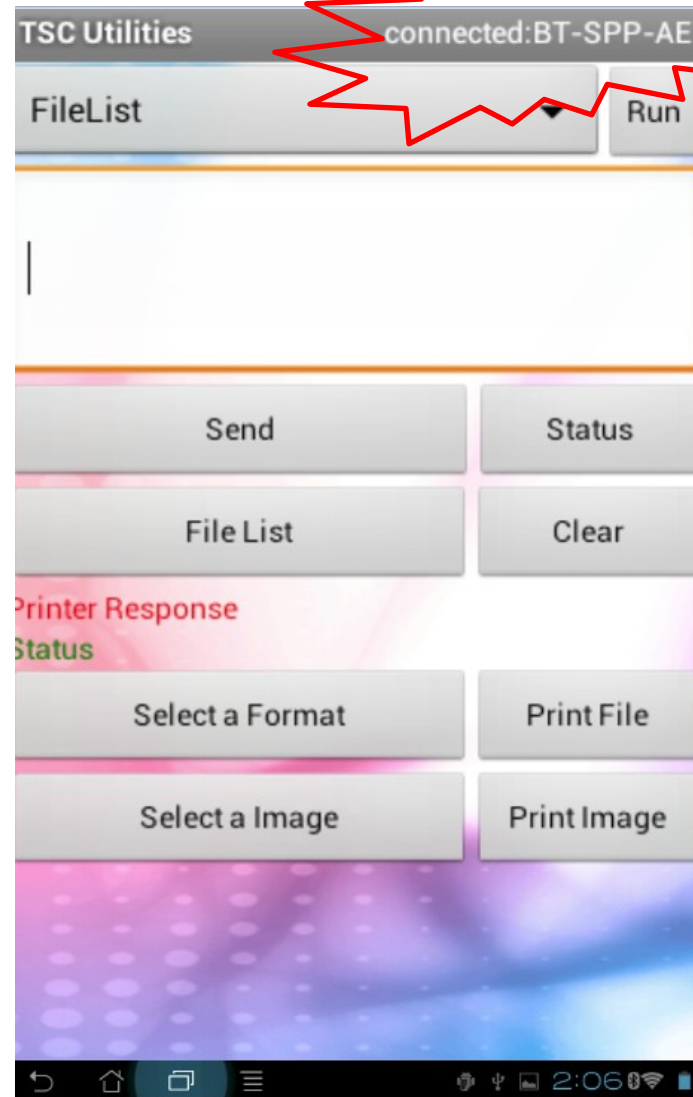 TSC Utilities connected:BT-SPP-AE
FileList Run
Send Status
File List Clear
Printer Response
Status
Select a Format Print File
Select a Image Print Image
2:06